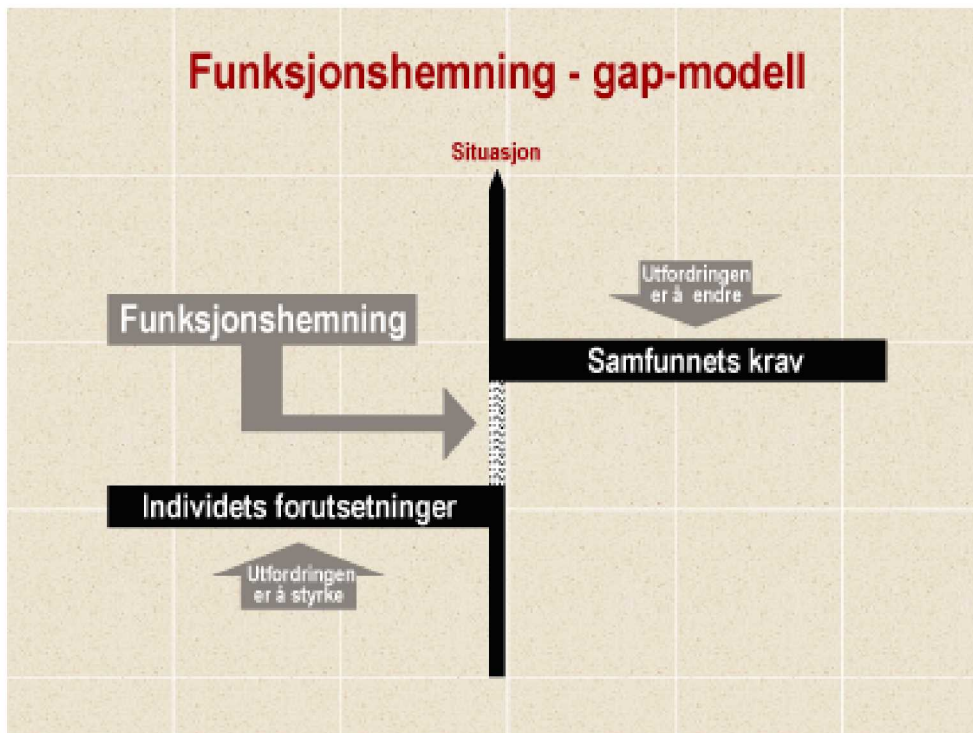 Funksjonshemning - gap-modell
Situasjon
Utfordringen
er å endre
Funksjonshemning
Samfunnets krav
Individets forutsetninger
Utfordringen
er å styrke